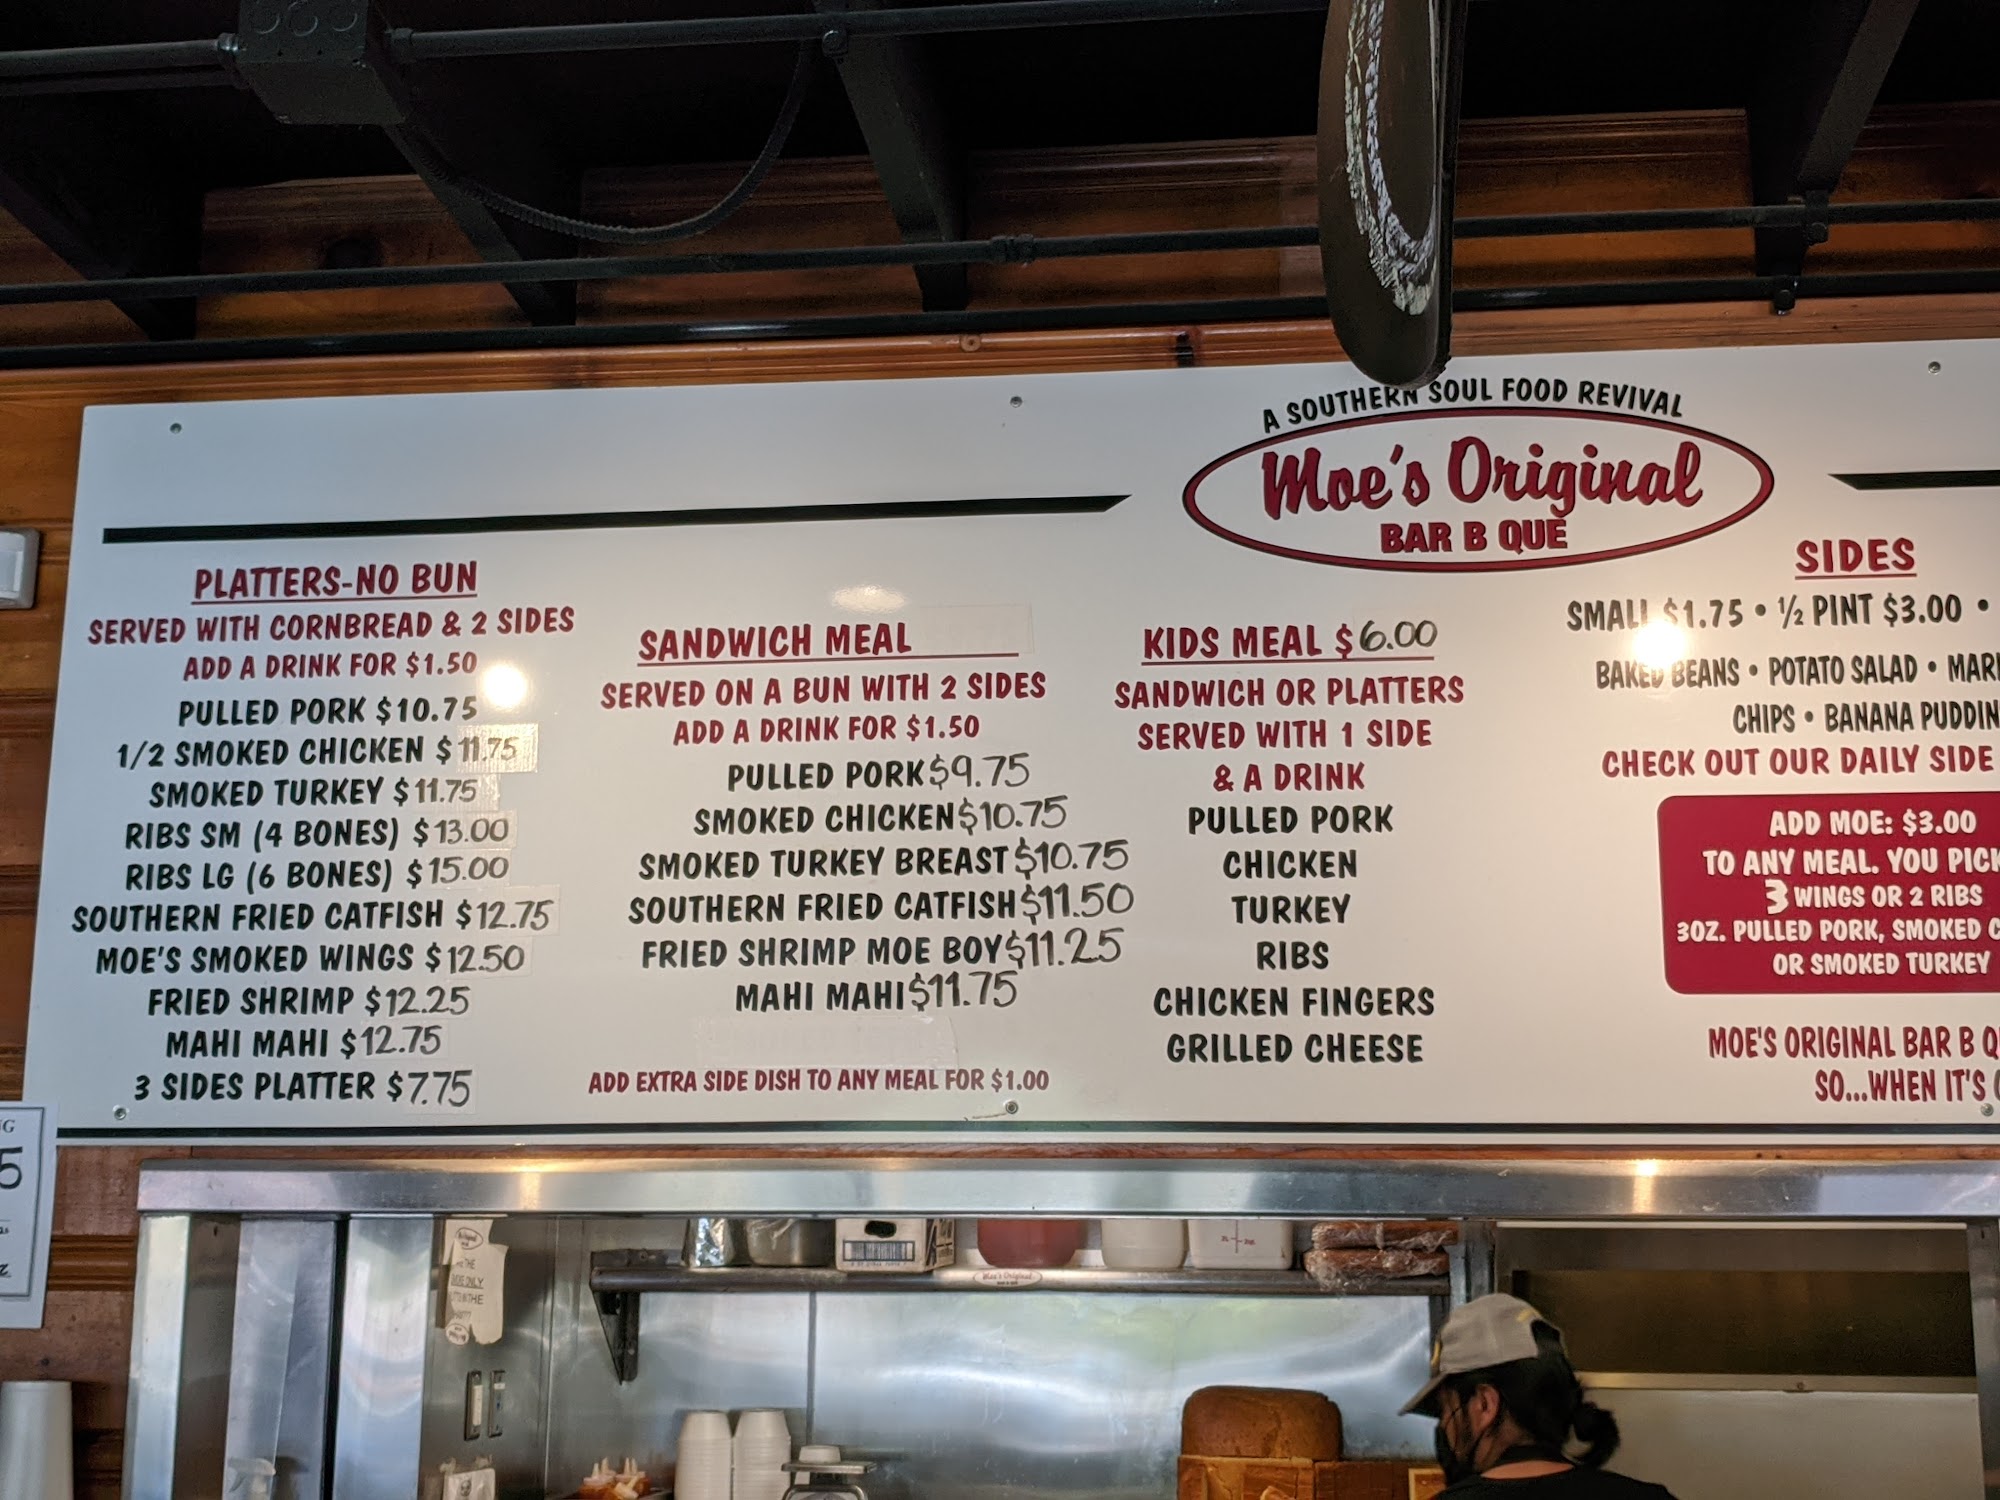 A SOUTHERN SOUL FOOD REVIVAL
Moe's Original
BAR B QUE
PLATTERS-NO BUN
SERVED WITH CORNBREAD & 2 SIDES
ADD A DRINK FOR $1.50
PULLED PORK $10.75
1/2 SMOKED CHICKEN $11.75
SMOKED TURKEY $11.75
RIBS SM (4 BONES) $13.00
RIBS LG (6 BONES) $15.00
SOUTHERN FRIED CATFISH $12.75
MOE'S SMOKED WINGS $12.50
FRIED SHRIMP $12.25
MAHI MAHI $12.75
3 SIDES PLATTER $7.75
SANDWICH MEAL
SERVED ON A BUN WITH 2 SIDES
ADD A DRINK FOR $1.50
PULLED PORK $9.75
SMOKED CHICKEN $10.75
SMOKED TURKEY BREAST $10.75
SOUTHERN FRIED CATFISH $11.50
FRIED SHRIMP MOE BOY $11.25
MAHI MAHI $11.75
ADD EXTRA SIDE DISH TO ANY MEAL FOR $1.00
KIDS MEAL $6.00
SANDWICH OR PLATTERS
SERVED WITH 1 SIDE
& A DRINK
PULLED PORK
CHICKEN
TURKEY
RIBS
CHICKEN FINGERS
GRILLED CHEESE
SIDES
SMALL $1.75 • ½ PINT $3.00 •
BAKED BEANS • POTATO SALAD •
CHIPS • BANANA
CHECK OUT OUR DAILY SIDE
ADD MOE: $3.00
TO ANY MEAL. YOU PICK
3 WINGS OR 2 RIBS
3OZ. PULLED PORK, SMOKED
OR SMOKED TURKEY
MOE'S ORIGINAL BAR B
SO...WHEN IT'S
5
Moe's Original